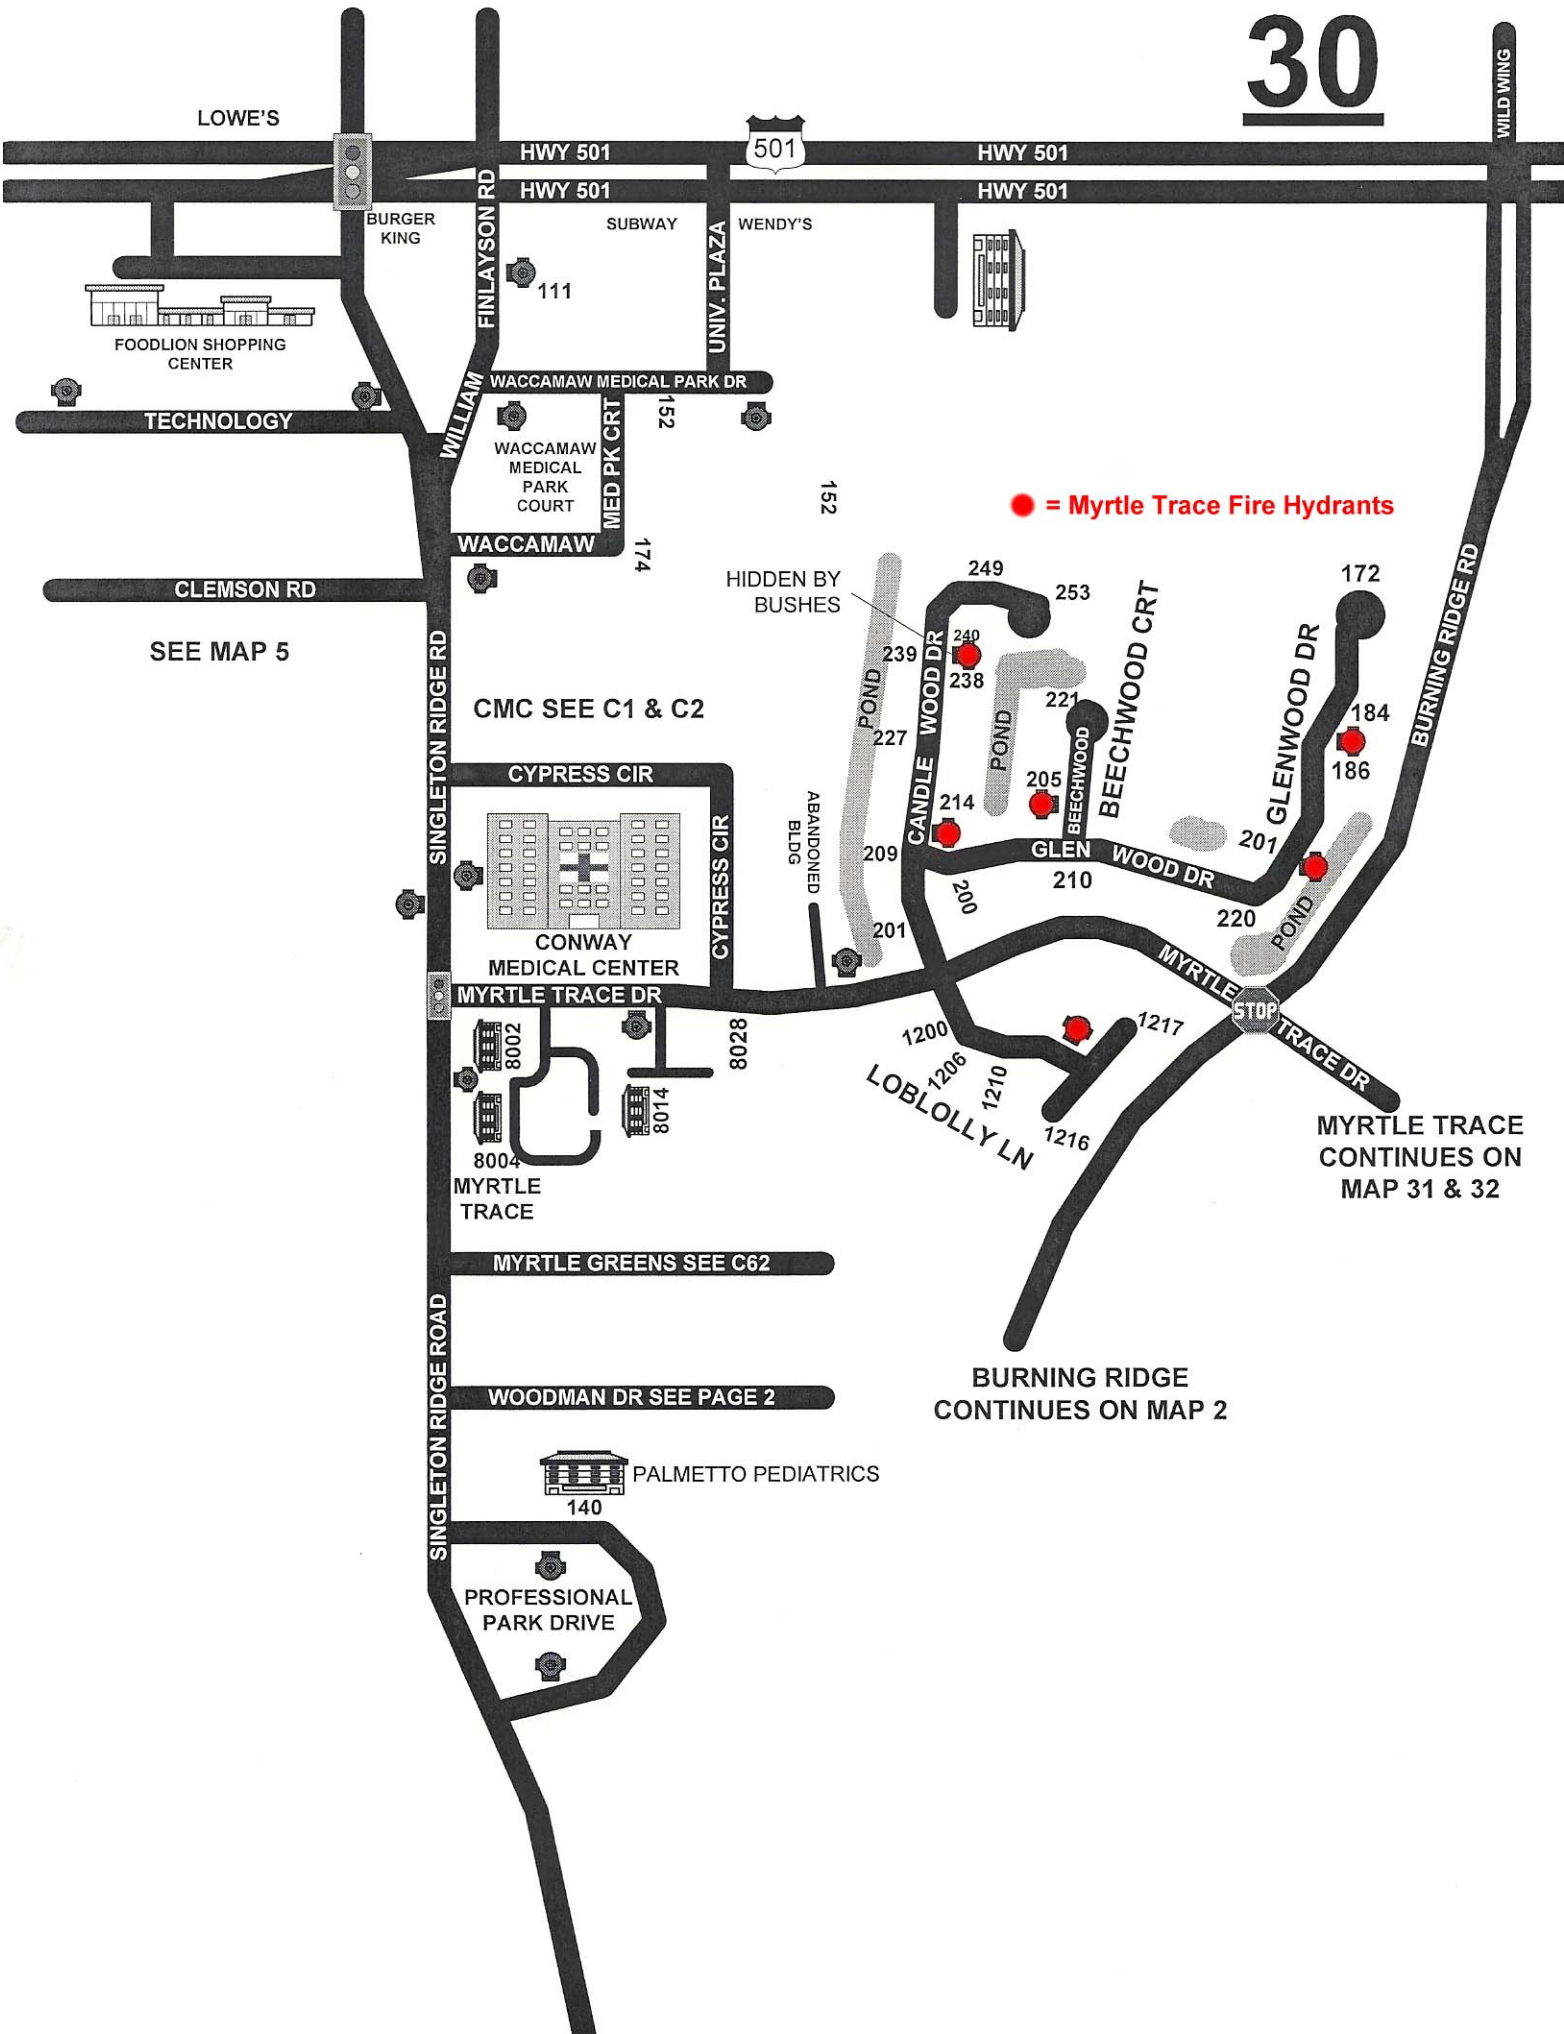 30
WILD WING
LOWE'S
HWY 501
501
HWY 501
HWY 501
HWY 501
BURGER
KING
WILLIAM FINLAYSON RD
SUBWAY
WENDY'S
UNIV. PLAZA
111
FOODLION SHOPPING
CENTER
WACCAMAW MEDICAL PARK DR
TECHNOLOGY
152
MED PK CRT
WACCAMAW
MEDICAL
PARK
COURT
152
= Myrtle Trace Fire Hydrants
WACCAMAW
174
CLEMSON RD
SEE MAP 5
SINGLETON RIDGE RD
HIDDEN BY
BUSHES
249
253
172
BURNING RIDGE RD
240
239
238
POND
CANDLE WOOD DR
227
POND
221
BEECHWOOD
BEECHWOOD CRT
GLENWOOD DR
184
186
CMC SEE C1 & C2
CYPRESS CIR
CYPRESS CIR
ABANDONED
BLDG
205
214
209
GLEN WOOD DR
201
200
210
220
201
POND
CONWAY
MEDICAL CENTER
MYRTLE TRACE DR
MYRTLE
STOP
TRACE DR
8002
8028
8014
8004
MYRTLE
TRACE
1200
1206
1210
1217
1216
LOBLOLLY LN
MYRTLE TRACE
CONTINUES ON
MAP 31 & 32
MYRTLE GREENS SEE C62
SINGLETON RIDGE ROAD
WOODMAN DR SEE PAGE 2
BURNING RIDGE
CONTINUES ON MAP 2
PALMETTO PEDIATRICS
140
PROFESSIONAL
PARK DRIVE